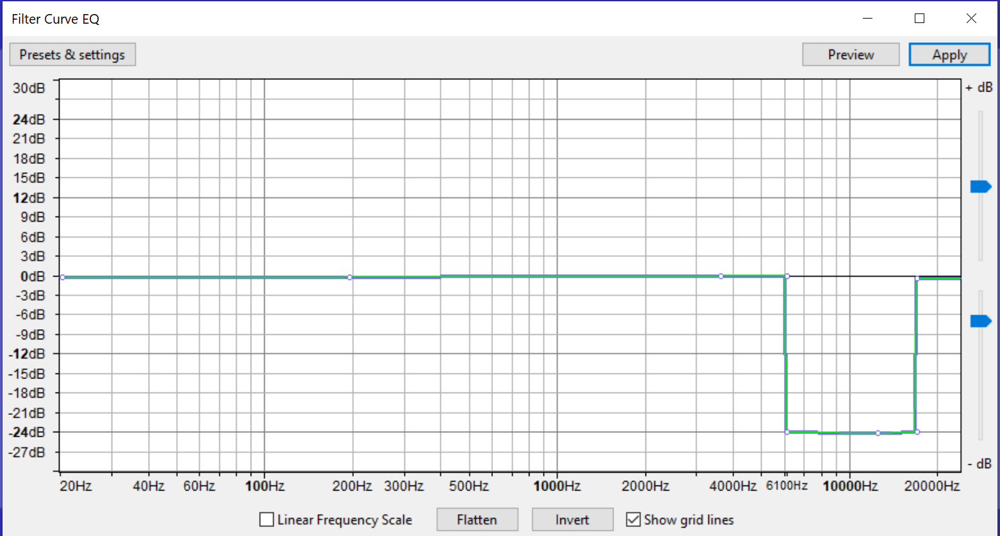 Filter Curve EQ
Presets & settings
Preview
Apply
30dB
+ dB
24dB
21dB
18dB
15dB
12dB
9dB
6dB
3dB
0dB
-3dB
-6dB
-9dB
-12dB
-15dB
-18dB
-21dB
-24dB
-27dB
- dB
20Hz 40Hz 60Hz 100Hz 200Hz 300Hz 500Hz 1000Hz 2000Hz 4000Hz 6100Hz 10000Hz 20000Hz
Linear Frequency Scale Flatten Invert Show grid lines